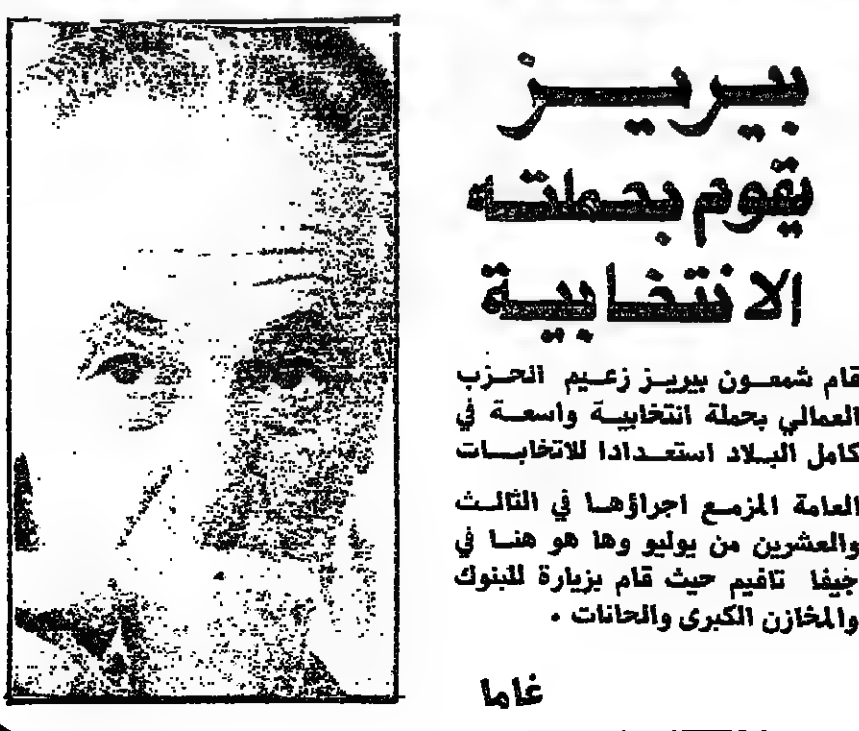 بيريز
يقوم بحملته
الانتخابية
قام شمعون بيريز زعيم الحزب
العمالي بحملة انتخابية واسعة في
كامل البلاد استعدادا للاتخابات
العامة المزمع اجراؤها في الثالث
والعشرين من يوليو وها هو هنا في
جيفا تافيم حيث قام بزيارة للبنوك
والمخازن الكبرى والحانات .
غاما